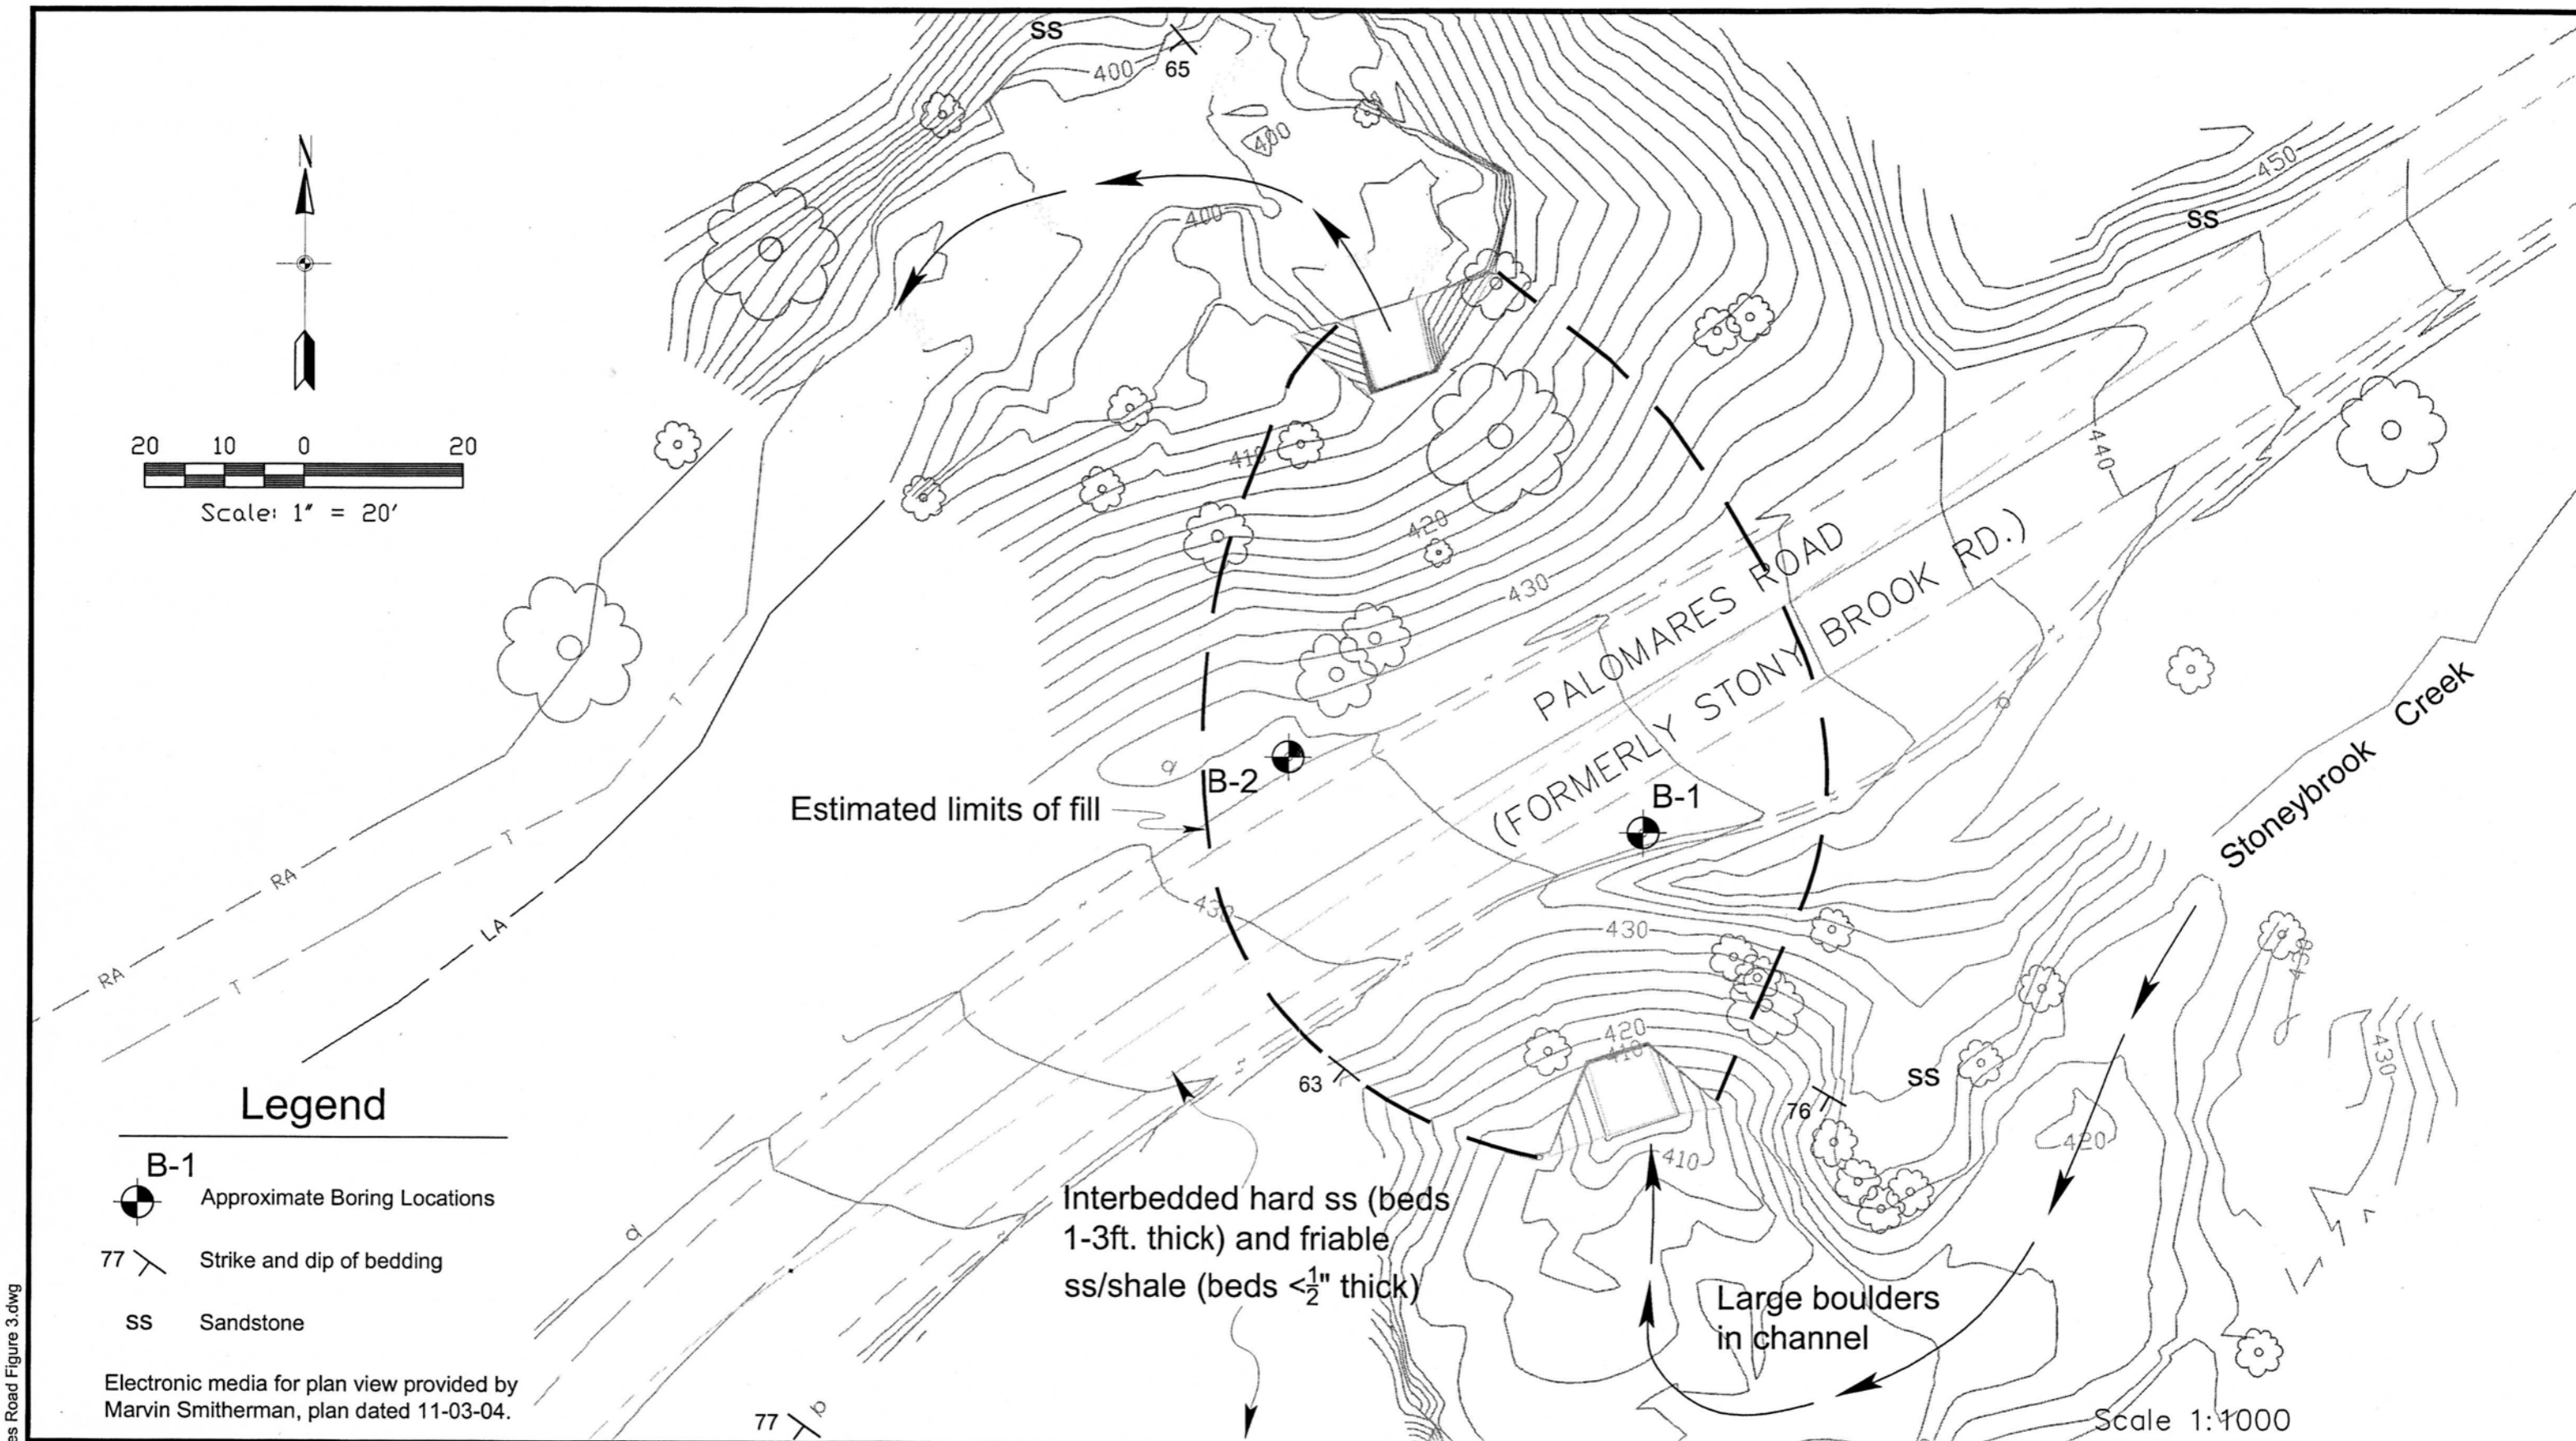 SS
65
400
400
400
N
450
SS
20 10 0 20
Scale: 1" = 20'
410
420
430
440
PALOMARES ROAD
(FORMERLY STONY BROOK RD.)
Stoneybrook Creek
B-2
B-1
Estimated limits of fill
T
T
T
RA
RA
LA
430
430
430
420
410
410
420
63
76
SS
Legend
B-1
Approximate Boring Locations
77 Strike and dip of bedding
SS Sandstone
Electronic media for plan view provided by
Marvin Smitherman, plan dated 11-03-04.
Interbedded hard ss (beds
1-3ft. thick) and friable
ss/shale (beds <½" thick)
Large boulders
in channel
77
Scale 1:1000
es Road Figure 3.dwg